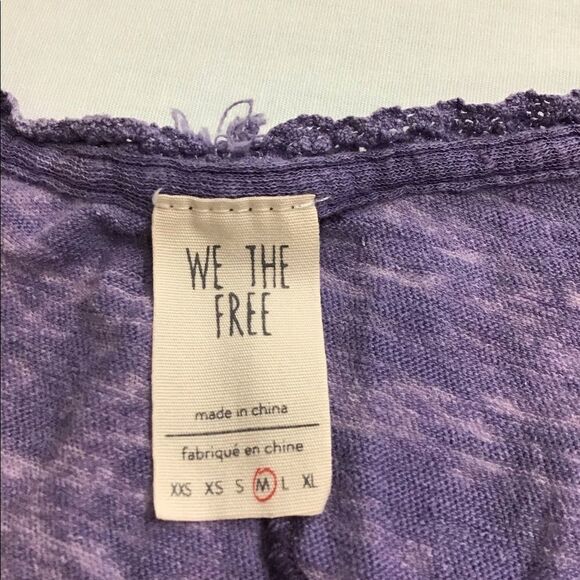 WE THE
FREE
made in china
fabriqué en chine
XXS XS S M L XL